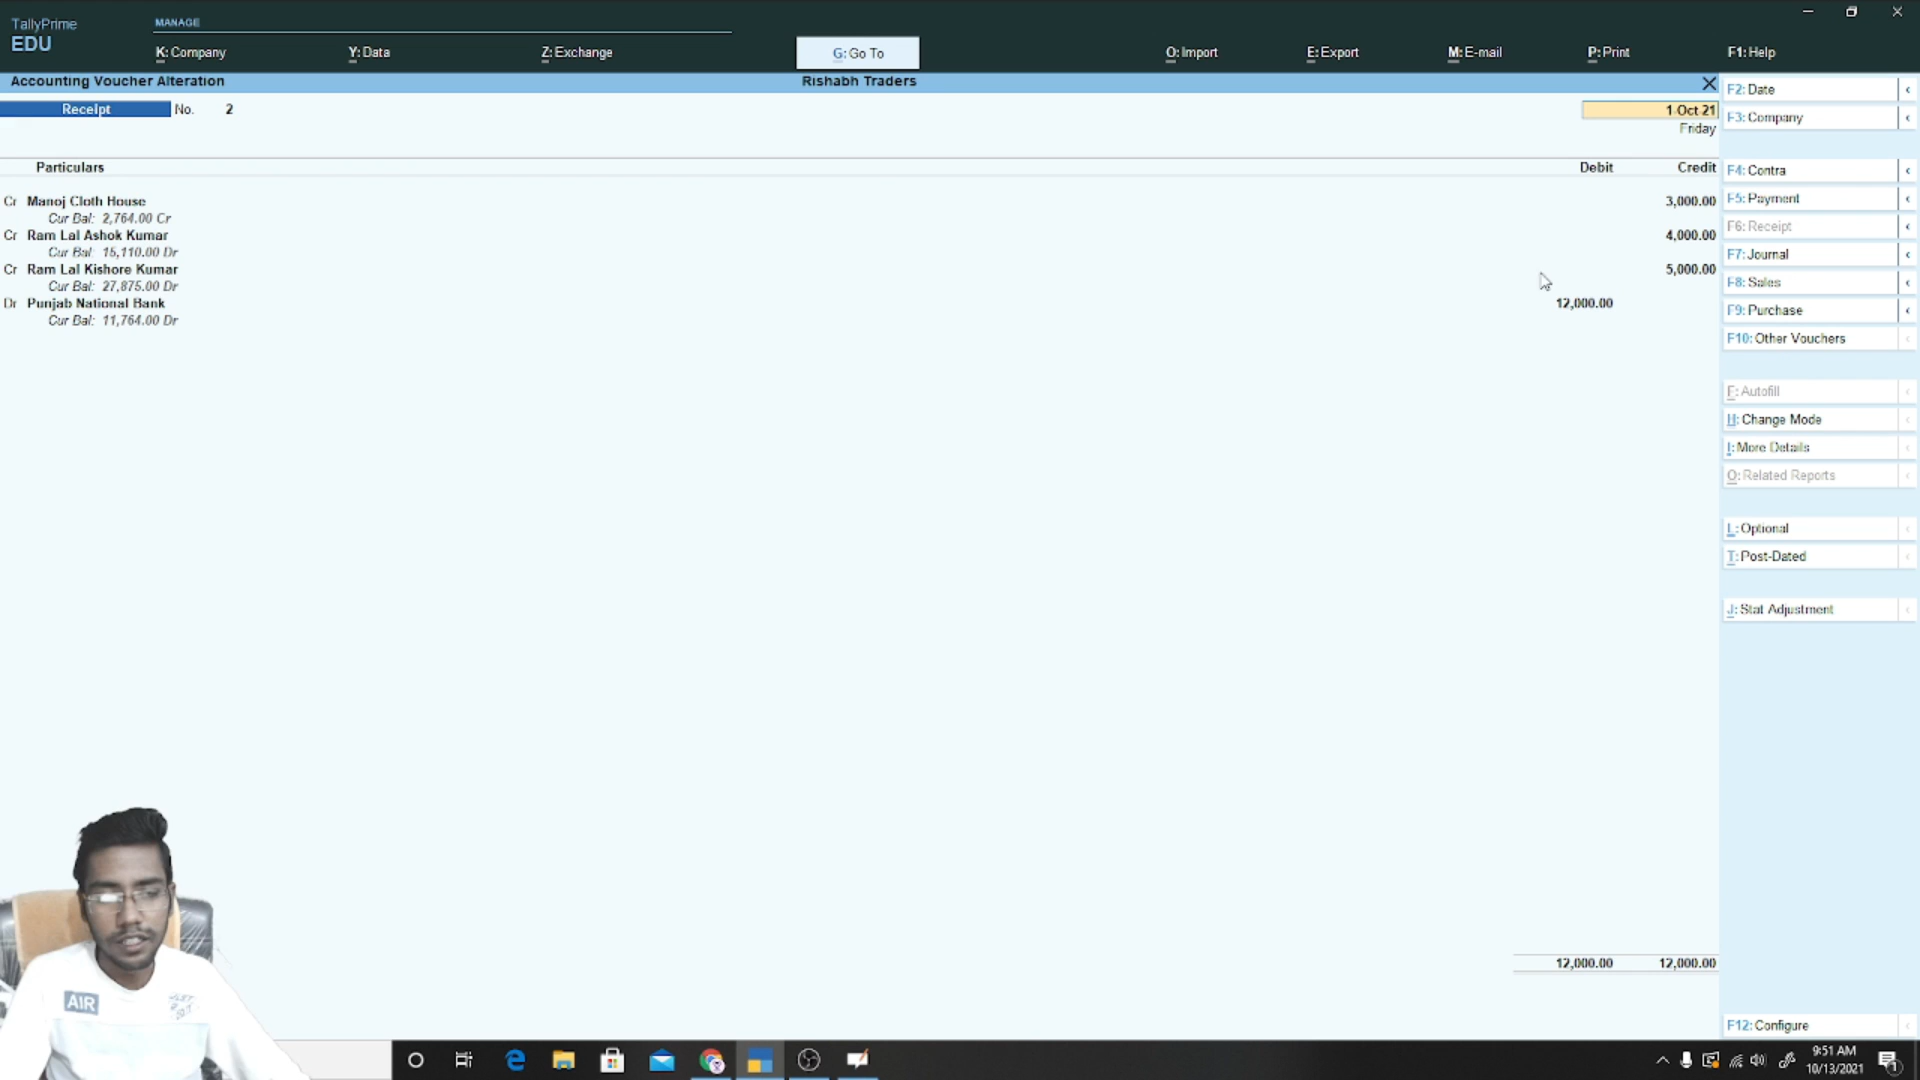 TallyPrime
EDU
MANAGE
K: Company
Y: Data
Z: Exchange
G: Go To
O: Import
E: Export
M: E-mail
P: Print
F1: Help
Accounting Voucher Alteration
Rishabh Traders
Receipt No. 2
1-Oct-21
Friday
Particulars Debit Credit
Cr Manoj Cloth House 3,000.00
Cur Bal: 2,764.00 Cr
Cr Ram Lal Ashok Kumar 4,000.00
Cur Bal: 15,110.00 Dr
Cr Ram Lal Kishore Kumar 5,000.00
Cur Bal: 27,875.00 Dr
Dr Punjab National Bank 12,000.00
Cur Bal: 11,764.00 Dr
12,000.00 12,000.00
F2: Date
F3: Company
F4: Contra
F5: Payment
F6: Receipt
F7: Journal
F8: Sales
F9: Purchase
F10: Other Vouchers
F: Autofill
H: Change Mode
I: More Details
O: Related Reports
L: Optional
T: Post-Dated
J: Stat Adjustment
F12: Configure
AIR
9:51 AM
10/13/2021
1